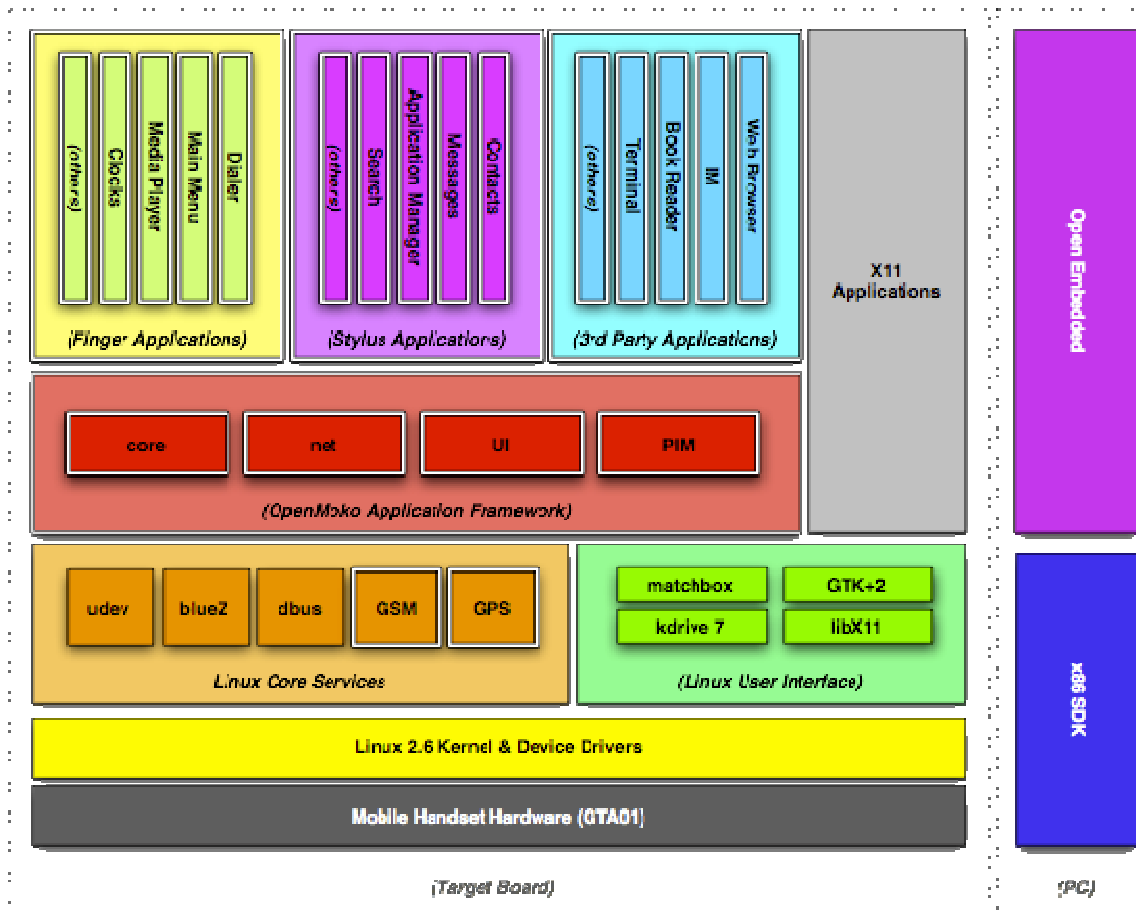 (others)
Clocks
Media Player
Main Menu
Dialer
(Finger Applications)
(others)
Search
Application Manager
Messages
Contacts
(Stylus Applications)
(others)
Terminal
Book Reader
IM
Web Browser
(3rd Party Applications)
X11
Applications
core
net
UI
PIM
(OpenMoko Application Framework)
udev
blueZ
dbus
GSM
GPS
Linux Core Services
matchbox
GTK+2
kdrive 7
libX11
(Linux User Interface)
Linux 2.6 Kernel & Device Drivers
Mobile Handset Hardware (GTA01)
(Target Board)
Open Embedded
x86 SDK
(PC)